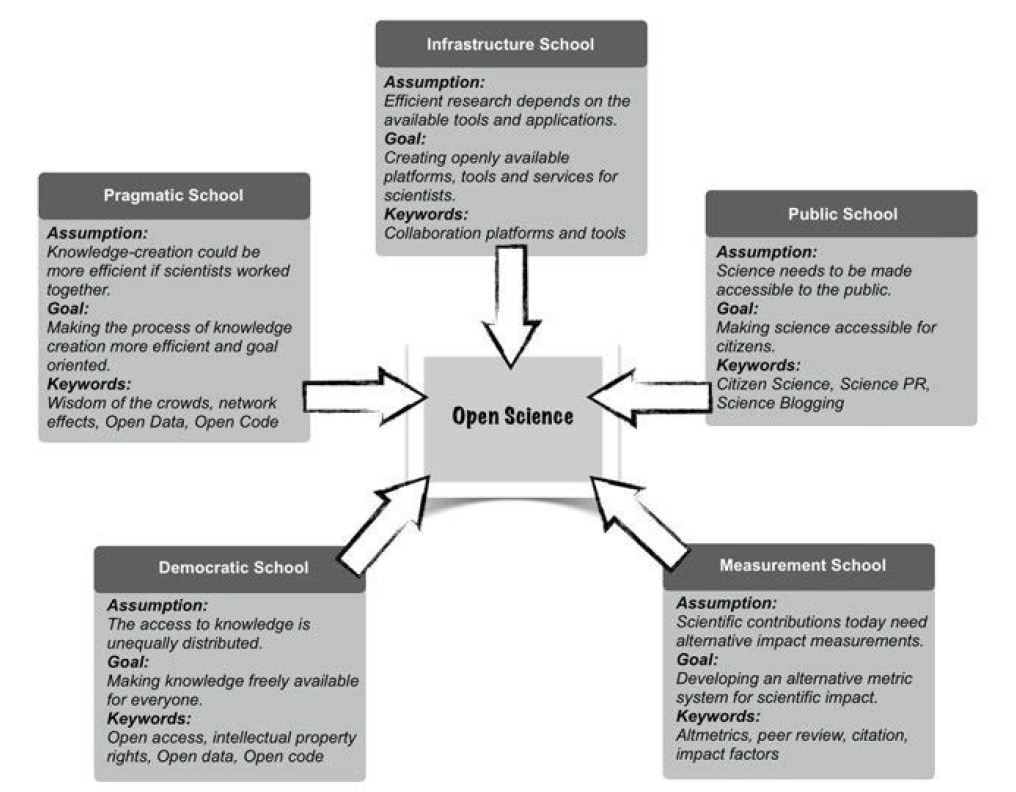 Infrastructure School
Assumption:
Efficient research depends on the
available tools and applications.
Goal:
Creating openly available
platforms, tools and services for
scientists.
Keywords:
Collaboration platforms and tools
Pragmatic School
Assumption:
Knowledge-creation could be
more efficient if scientists worked
together.
Goal:
Making the process of knowledge
creation more efficient and goal
oriented.
Keywords:
Wisdom of the crowds, network
effects, Open Data, Open Code
Public School
Assumption:
Science needs to be made
accessible to the public.
Goal:
Making science accessible for
citizens.
Keywords:
Citizen Science, Science PR,
Science Blogging
Open Science
Democratic School
Assumption:
The access to knowledge is
unequally distributed.
Goal:
Making knowledge freely available
for everyone.
Keywords:
Open access, intellectual property
rights, Open data, Open code
Measurement School
Assumption:
Scientific contributions today need
alternative impact measurements.
Goal:
Developing an alternative metric
system for scientific impact.
Keywords:
Altmetrics, peer review, citation,
impact factors